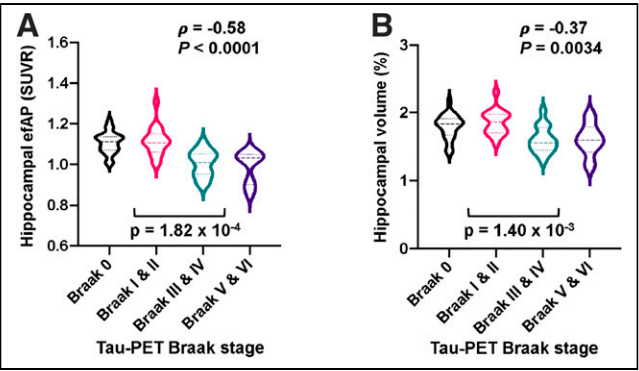 A
ρ = -0.58
P < 0.0001
Hippocampal efAP (SUVR)
1.6
1.4
1.2
1.0
0.8
0.6
p = 1.82 x 10-4
Braak 0
Braak I & II
Braak III & IV
Braak V & VI
Tau-PET Braak stage
B
ρ = -0.37
P = 0.0034
Hippocampal volume (%)
3
2
1
0
p = 1.40 x 10-3
Braak 0
Braak I & II
Braak III & IV
Braak V & VI
Tau-PET Braak stage